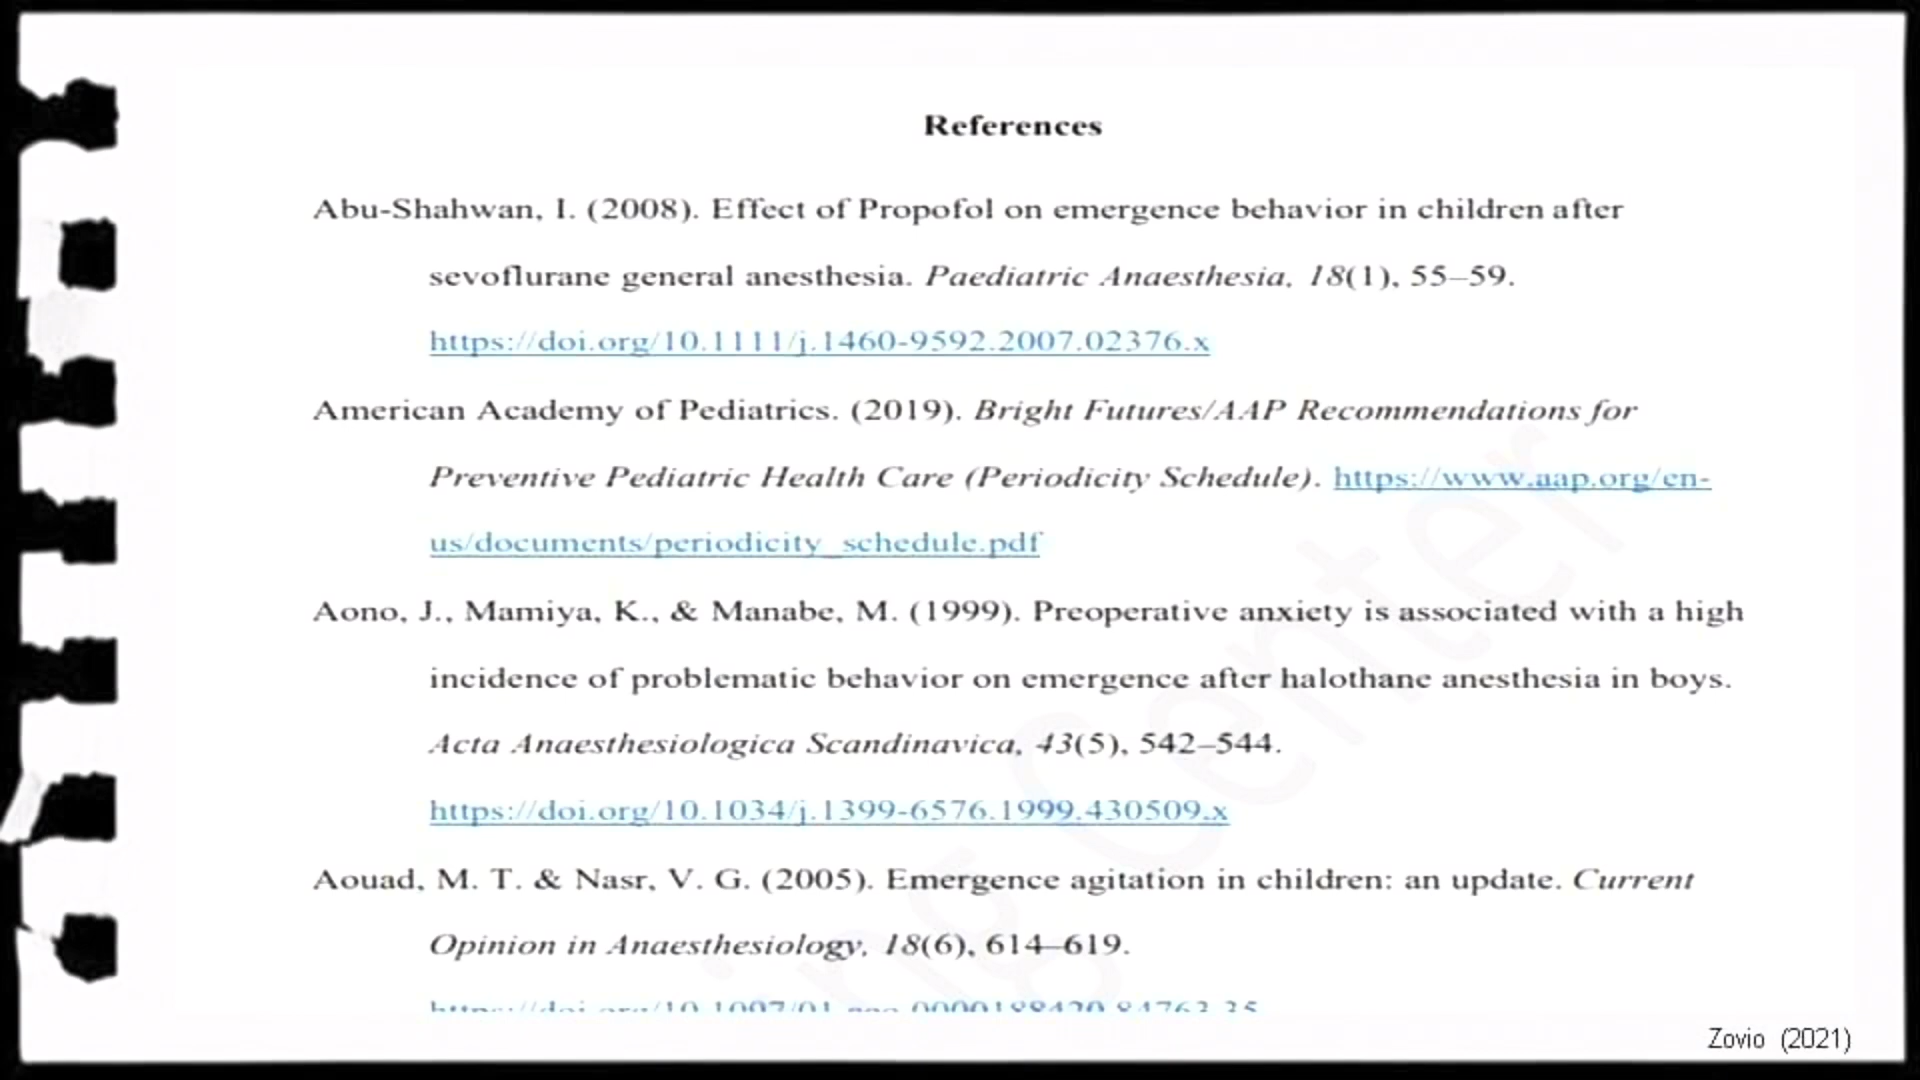 References
Abu-Shahwan, I. (2008). Effect of Propofol on emergence behavior in children after
sevoflurane general anesthesia. Paediatric Anaesthesia, 18(1), 55–59.
https://doi.org/10.1111/j.1460-9592.2007.02376.x
American Academy of Pediatrics. (2019). Bright Futures/AAP Recommendations for
Preventive Pediatric Health Care (Periodicity Schedule). https://www.aap.org/en-
us/documents/periodicity_schedule.pdf
Aono, J., Mamiya, K., & Manabe, M. (1999). Preoperative anxiety is associated with a high
incidence of problematic behavior on emergence after halothane anesthesia in boys.
Acta Anaesthesiologica Scandinavica, 43(5), 542–544.
https://doi.org/10.1034/j.1399-6576.1999.430509.x
Aouad, M. T. & Nasr, V. G. (2005). Emergence agitation in children: an update. Current
Opinion in Anaesthesiology, 18(6), 614–619.
Center
Zovio (2021)